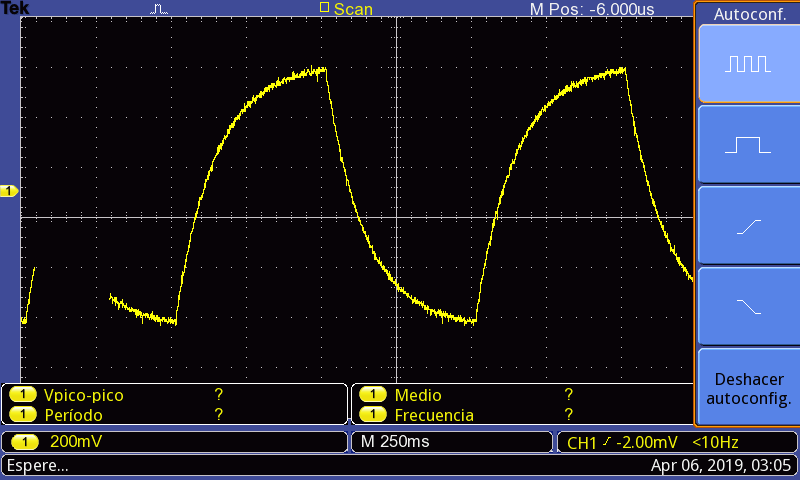 Tek Scan M Pos: -6.000us Autoconf.
1
1 Vpico-pico ? 1 Medio ?
1 Período ? 1 Frecuencia ?
Deshacer
autoconfig.
1 200mV M 250ms CH1 -2.00mV <10Hz
Espere... Apr 06, 2019, 03:05